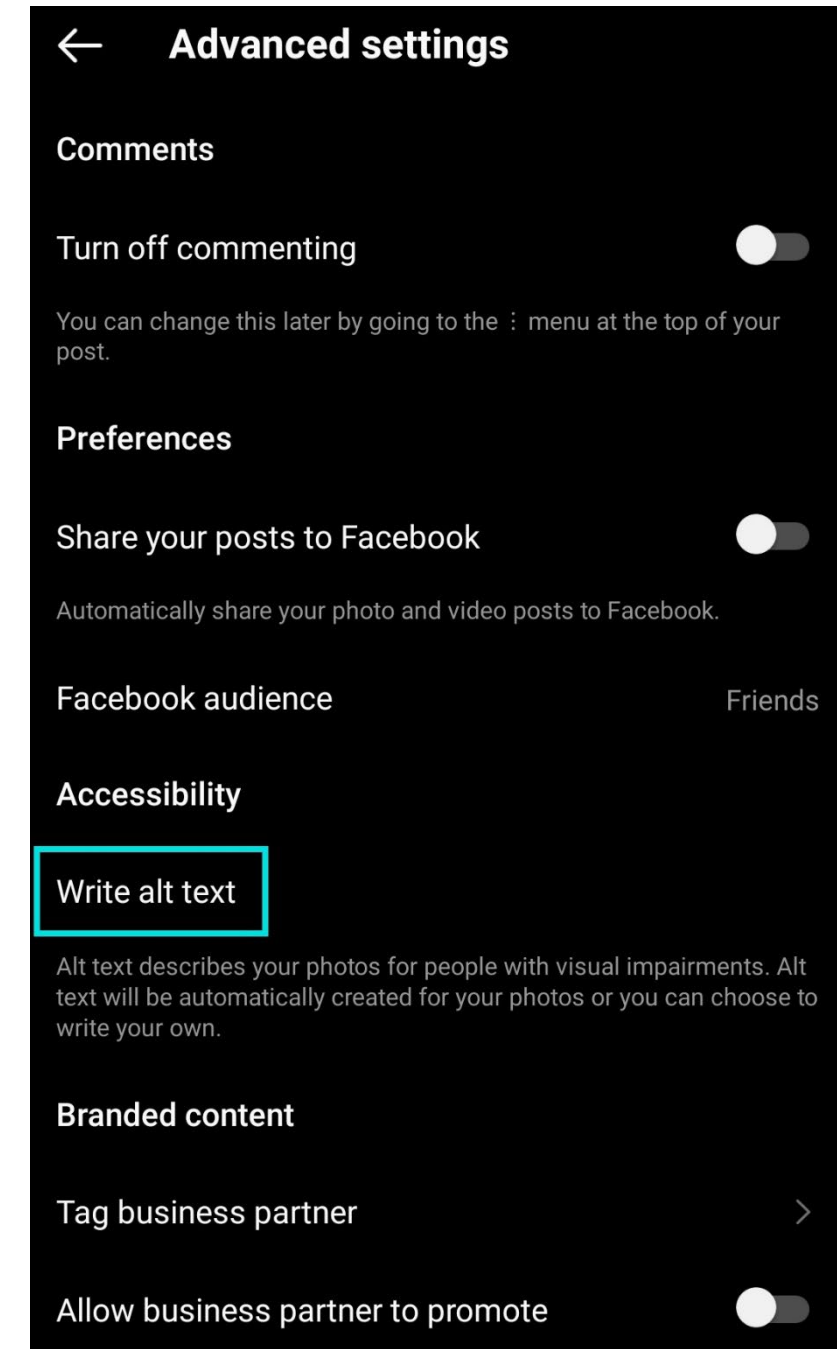 Advanced settings
Comments
Turn off commenting
You can change this later by going to the ⋮ menu at the top of your
post.
Preferences
Share your posts to Facebook
Automatically share your photo and video posts to Facebook.
Facebook audience Friends
Accessibility
Write alt text
Alt text describes your photos for people with visual impairments. Alt
text will be automatically created for your photos or you can choose to
write your own.
Branded content
Tag business partner
Allow business partner to promote